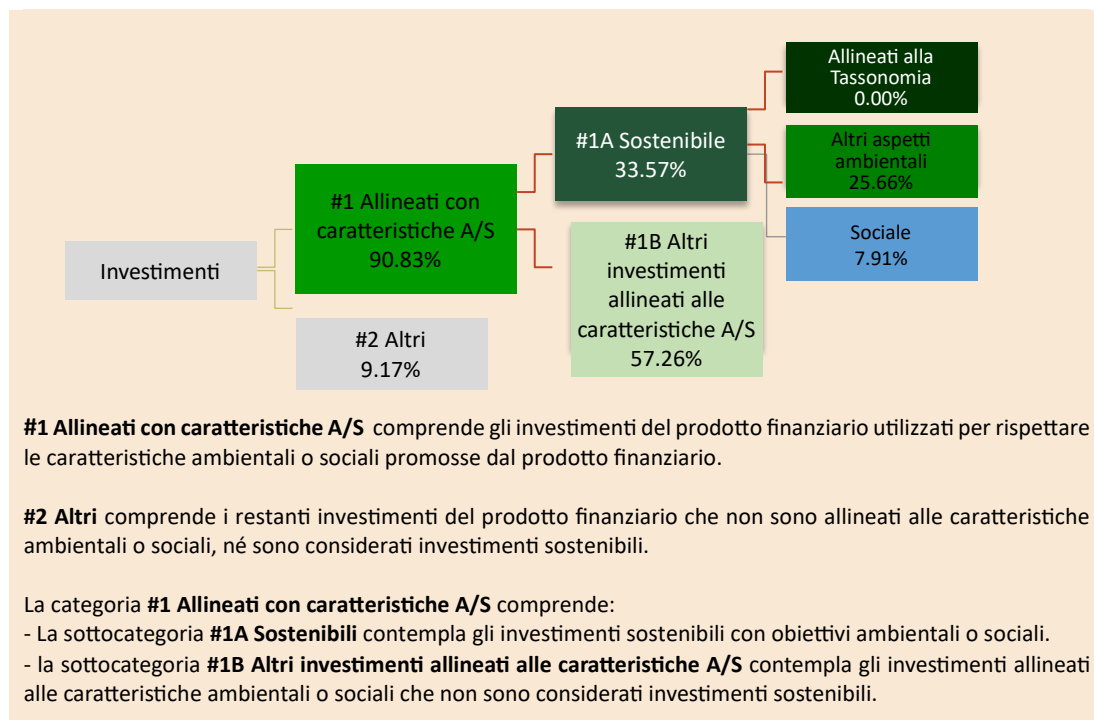 Allineati alla
Tassonomia
0.00%
#1A Sostenibile
33.57%
Altri aspetti
ambientali
25.66%
#1 Allineati con
caratteristiche A/S
90.83%
Sociale
7.91%
#1B Altri
investimenti
allineati alle
caratteristiche A/S
57.26%
Investimenti
#2 Altri
9.17%
#1 Allineati con caratteristiche A/S comprende gli investimenti del prodotto finanziario utilizzati per rispettare
le caratteristiche ambientali o sociali promosse dal prodotto finanziario.
#2 Altri comprende i restanti investimenti del prodotto finanziario che non sono allineati alle caratteristiche
ambientali o sociali, né sono considerati investimenti sostenibili.
La categoria #1 Allineati con caratteristiche A/S comprende:
- La sottocategoria #1A Sostenibili contempla gli investimenti sostenibili con obiettivi ambientali o sociali.
- la sottocategoria #1B Altri investimenti allineati alle caratteristiche A/S contempla gli investimenti allineati
alle caratteristiche ambientali o sociali che non sono considerati investimenti sostenibili.